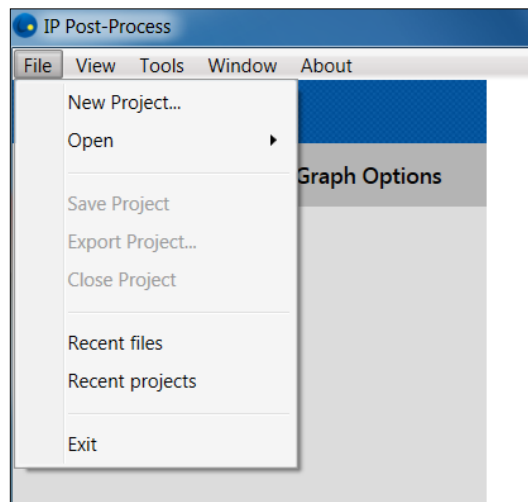 IP Post-Process
File View Tools Window About
New Project...
Open
Graph Options
Save Project
Export Project...
Close Project
Recent files
Recent projects
Exit